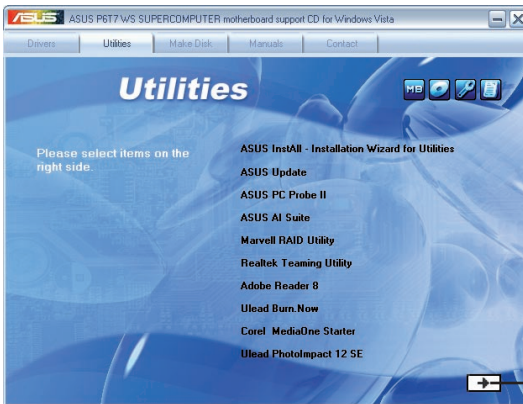 ASUS ASUS P6T7 WS SUPERCOMPUTER motherboard support CD for Windows Vista
Drivers Utilities Make Disk Manuals Contact
Utilities
MB
Please select items on the
right side.
ASUS InstAll - Installation Wizard for Utilities
ASUS Update
ASUS PC Probe II
ASUS AI Suite
Marvell RAID Utility
Realtek Teaming Utility
Adobe Reader 8
Ulead Burn.Now
Corel MediaOne Starter
Ulead PhotoImpact 12 SE